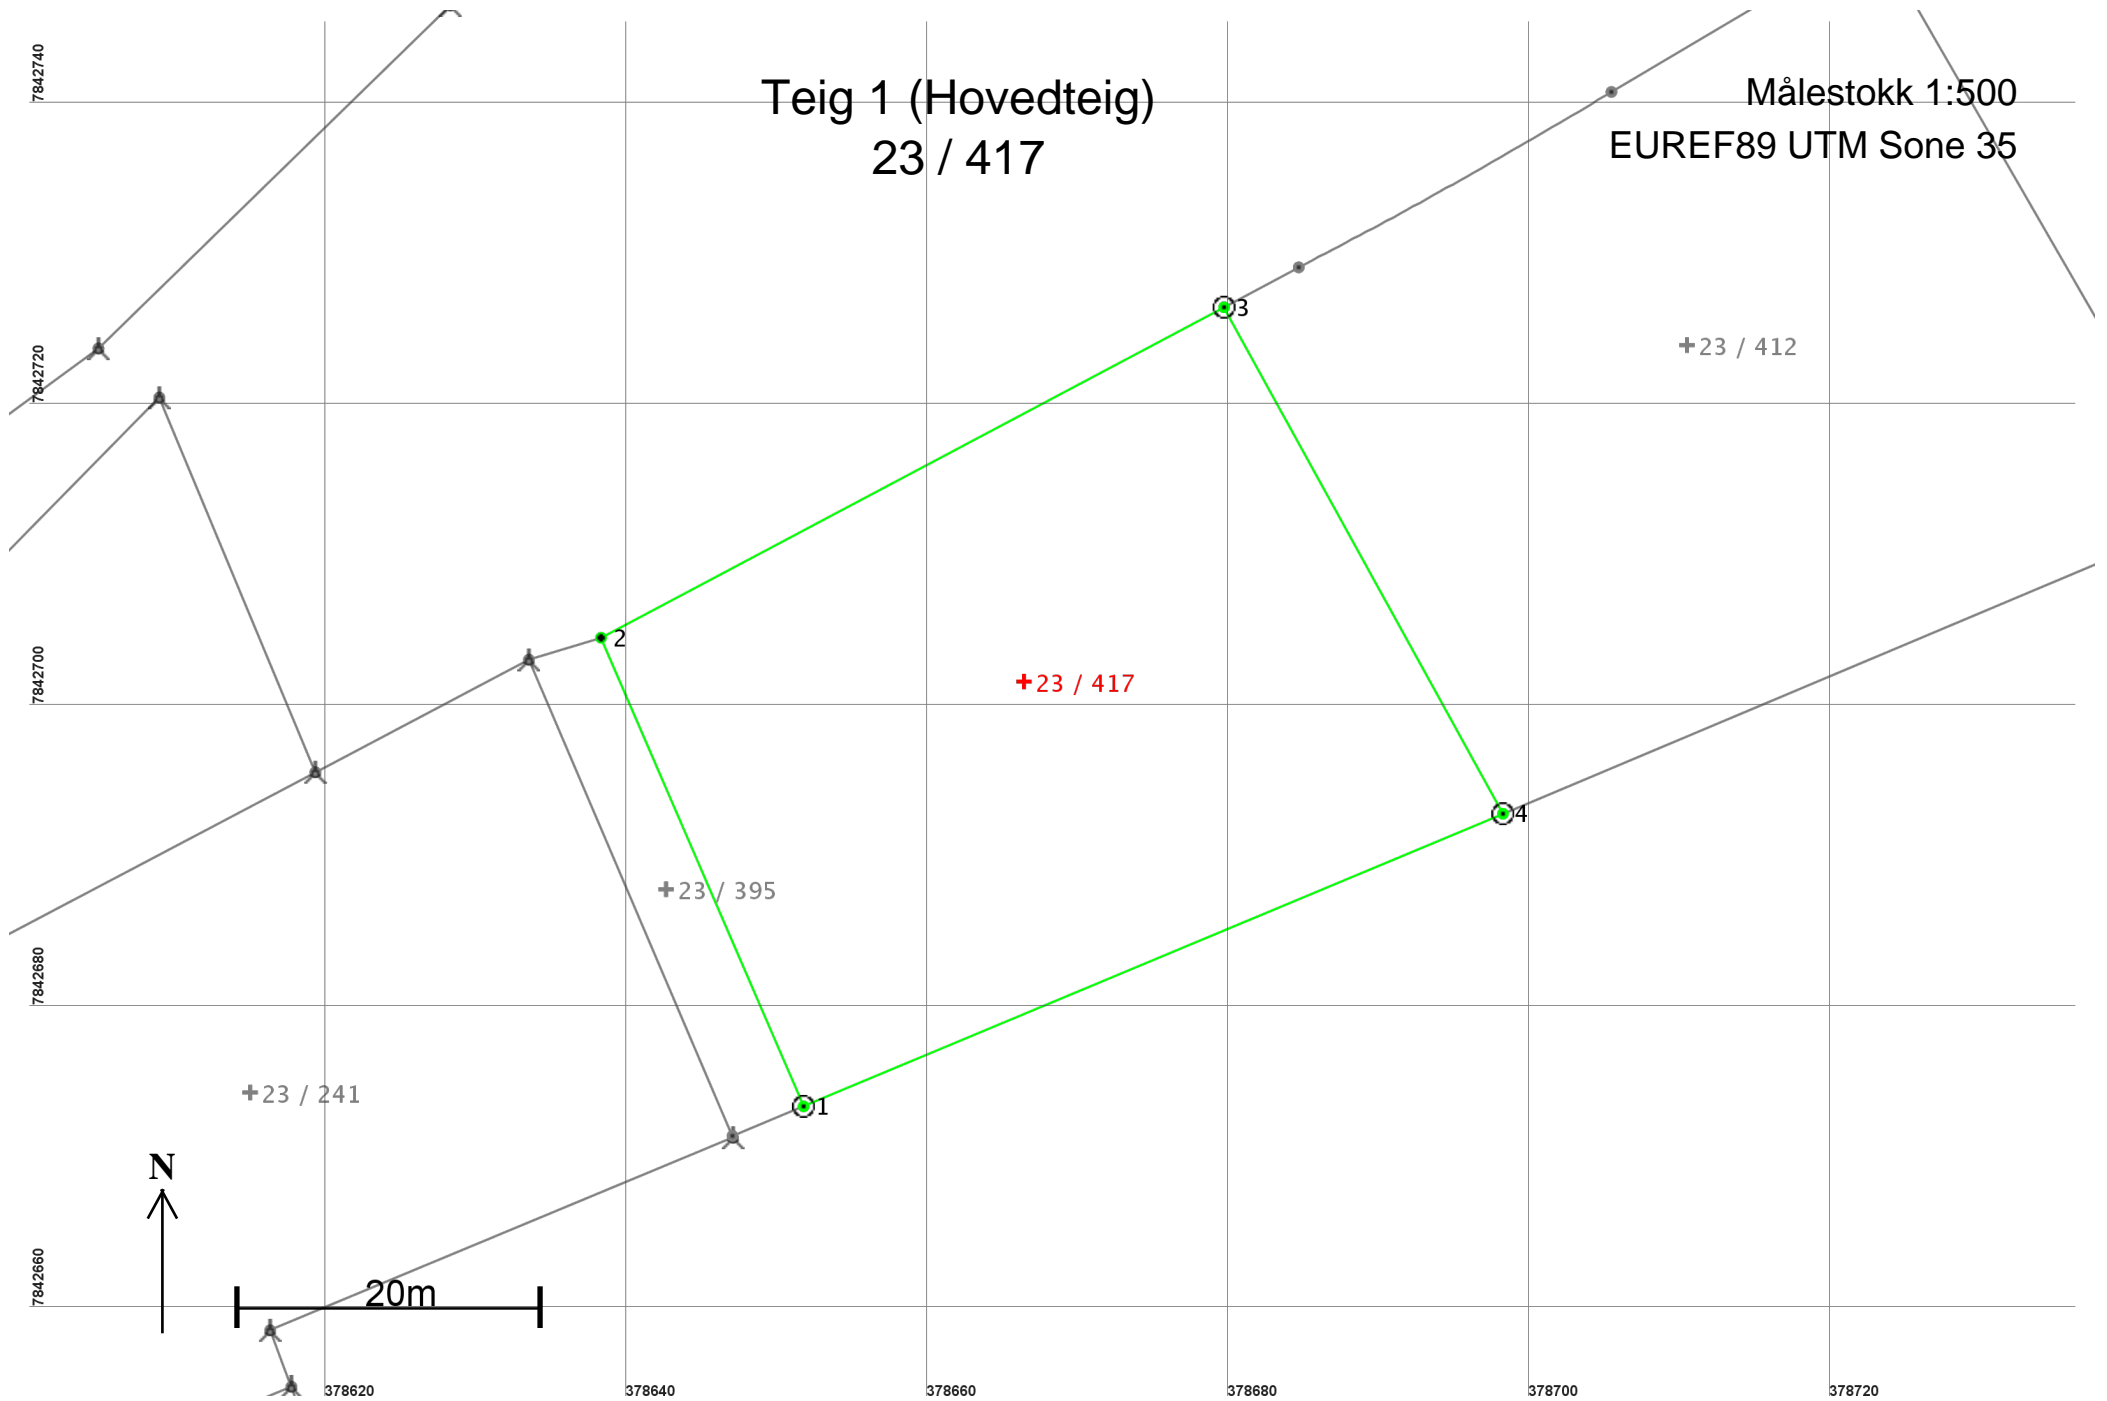 Teig 1 (Hovedteig)
23 / 417
Målestokk 1:500
EUREF89 UTM Sone 35
7842740
7842720
7842700
7842680
7842660
3
23 / 412
2
23 / 417
4
23 / 395
1
23 / 241
N
20m
378620
378640
378660
378680
378700
378720